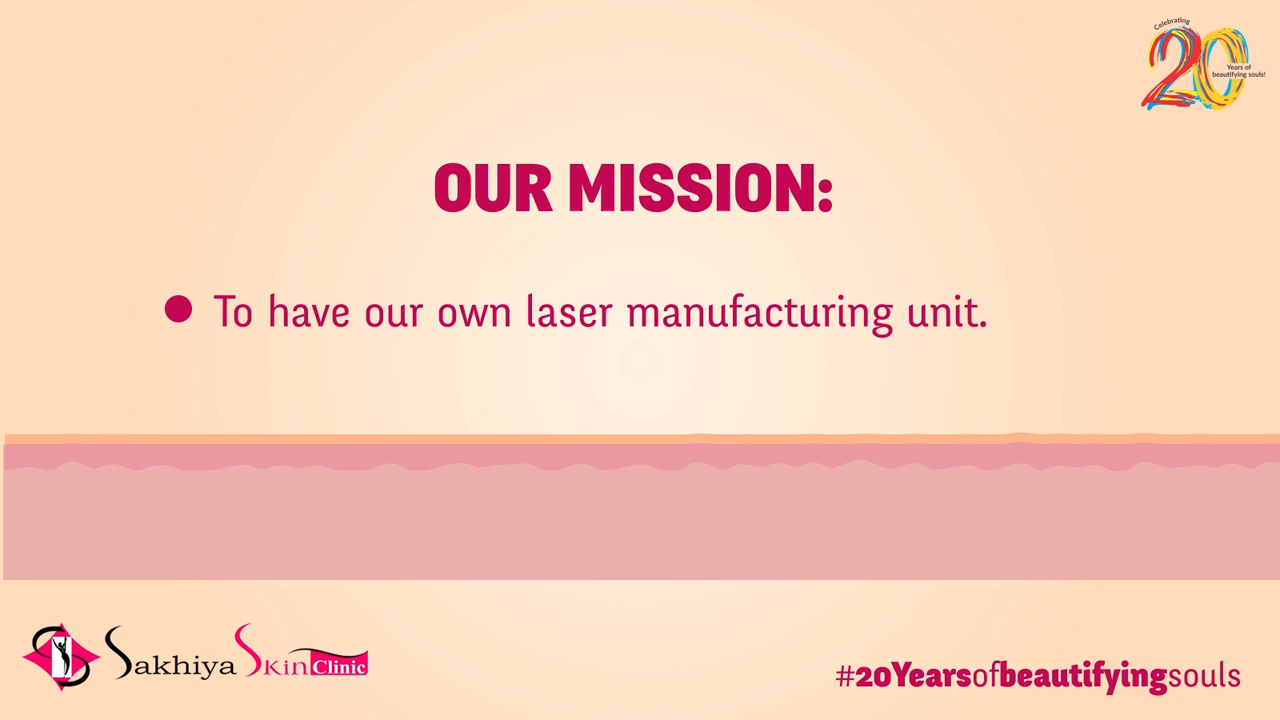 Celebrating
20
Years of
beautifying souls!
OUR MISSION:
To have our own laser manufacturing unit.
Sakhiya Skin Clinic
#20Yearsofbeautifyingsouls